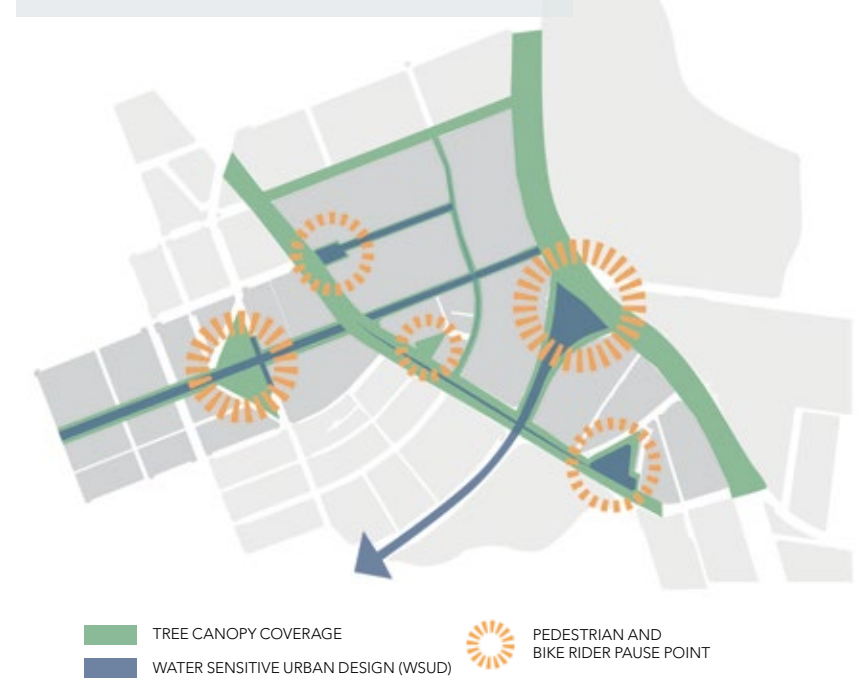 TREE CANOPY COVERAGE
WATER SENSITIVE URBAN DESIGN (WSUD)
PEDESTRIAN AND
BIKE RIDER PAUSE POINT